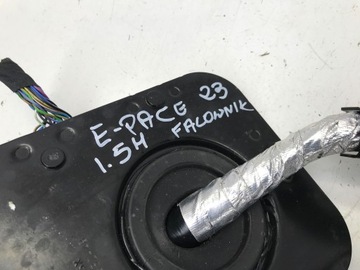 E-PACE 23
1.5H FALOWNIK